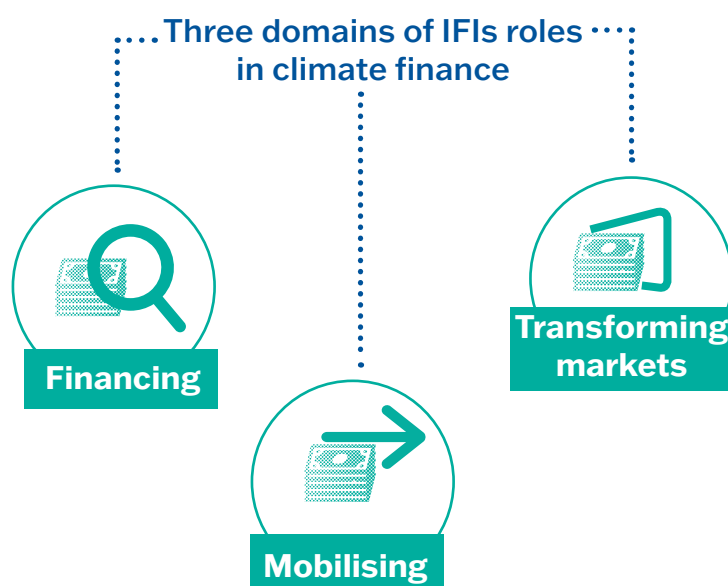 Three domains of IFIs roles
in climate finance
Financing
Mobilising
Transforming
markets